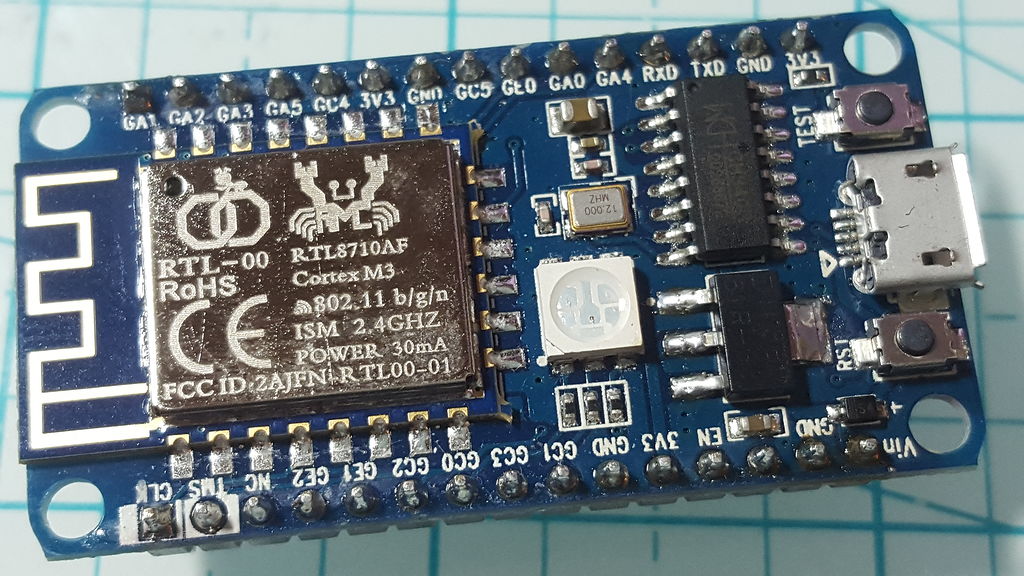 GA1 GA2 GA3 GA5 GC4 3V3 GND GC5 GE0 GA0 GA4 RXD TXD GND 3V3
TEST
RTL-00
RoHS
CE
RTL8710AF
Cortex M3
802.11 b/g/n
ISM 2.4GHZ
POWER 30mA
FCC ID:2AJFN-RTL00-01
12.000
MHZ
RST
CLK TMS NC GE2 GE1 GC2 GC0 GC3 GC1 GND 3V3 EN GND Vin
+